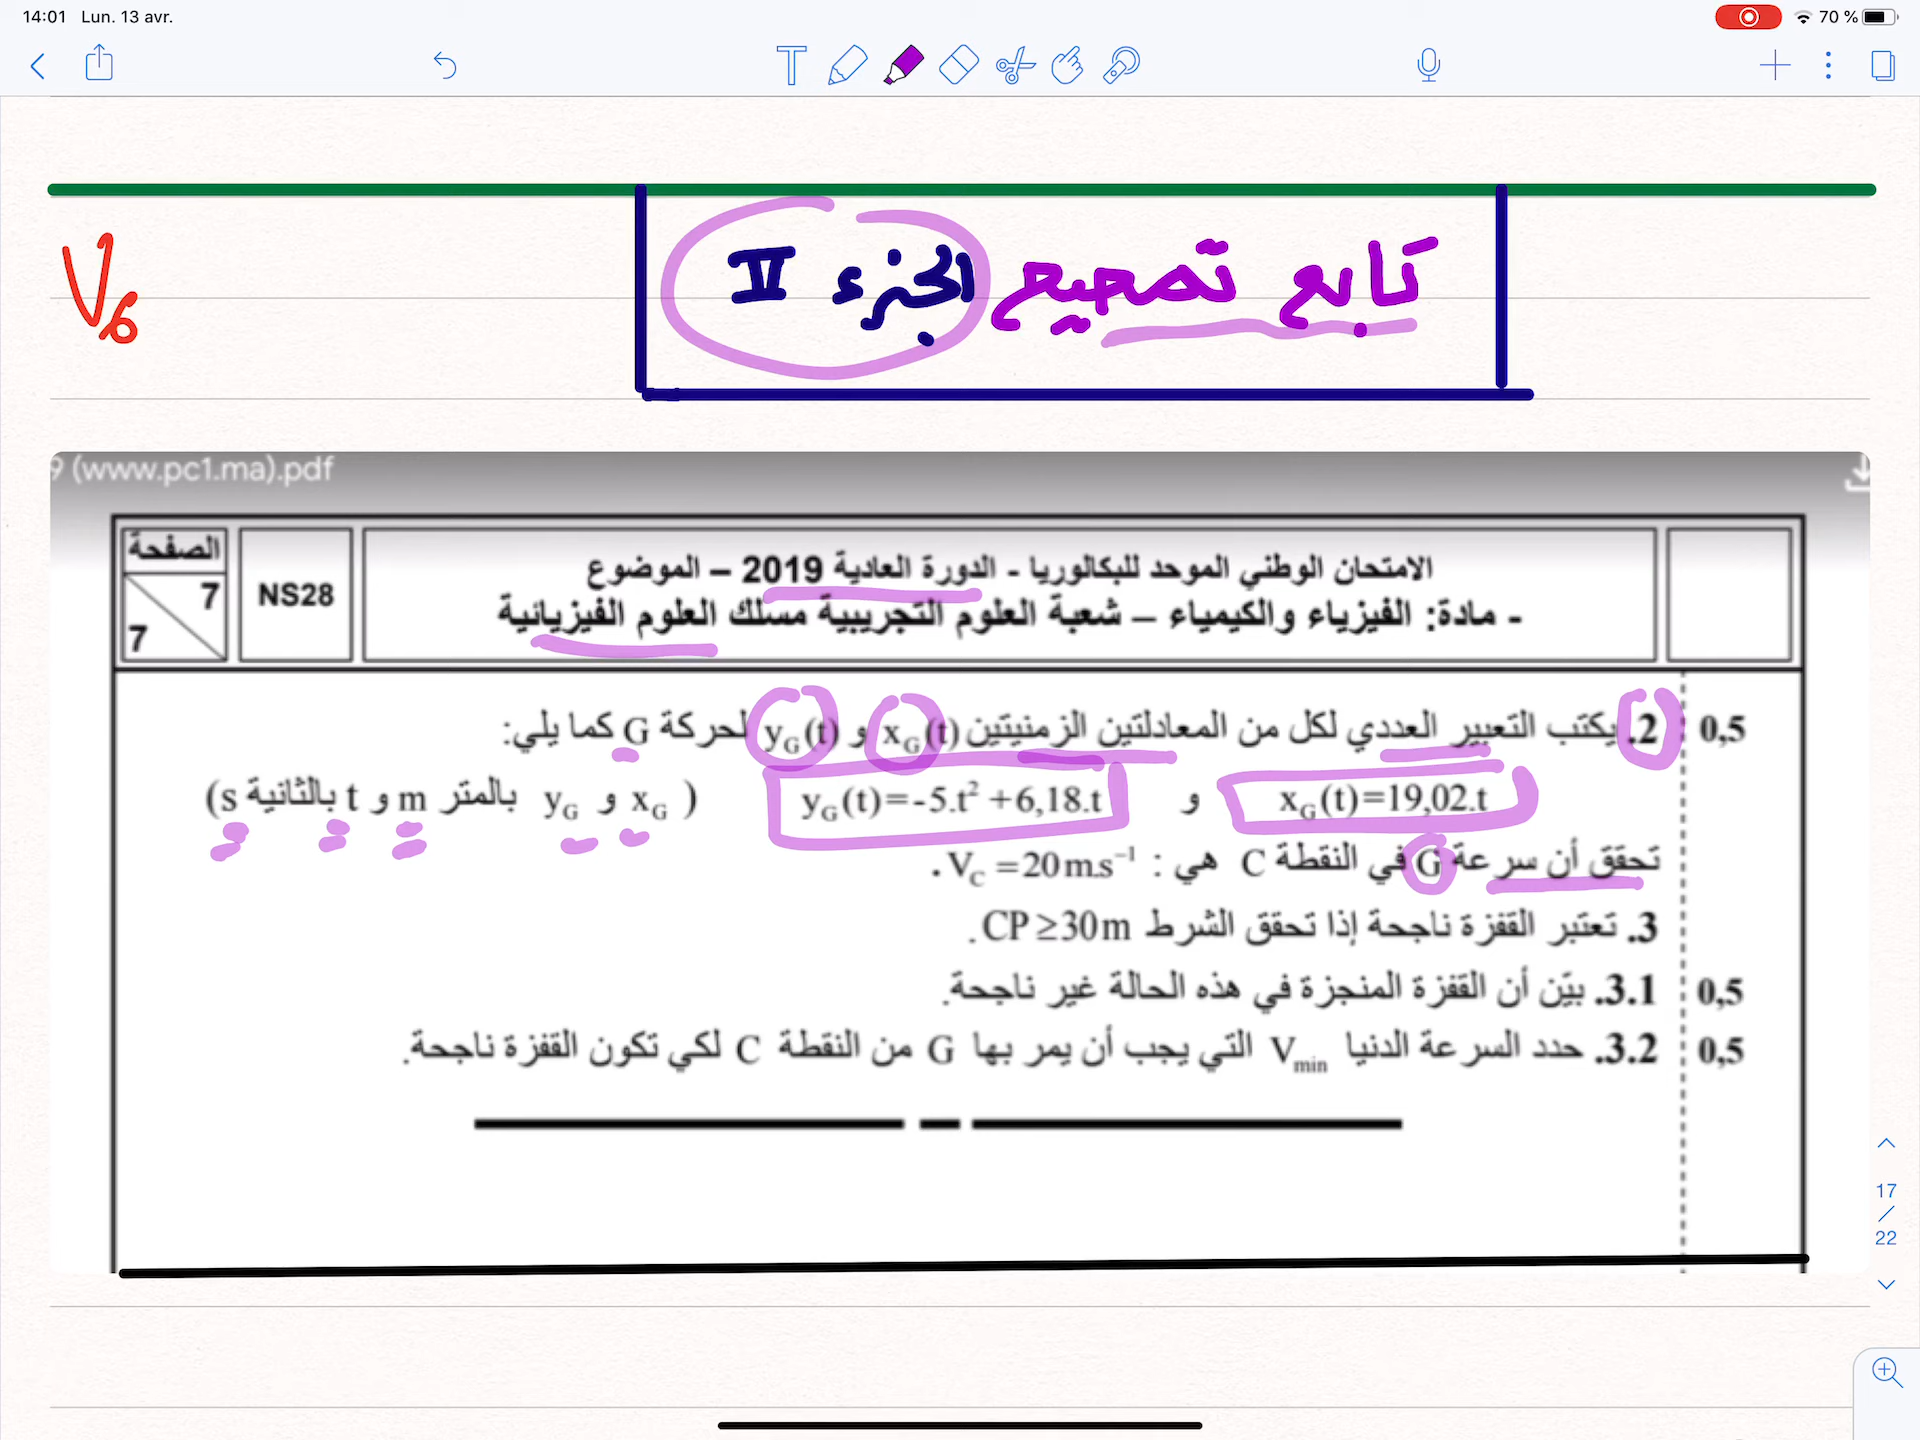 14:01 Lun. 13 avr. 70 %
V6
تابع تصحيح الجزء II
9 (www.pc1.ma).pdf
الصفحة
7
7
NS28
الامتحان الوطني الموحد للبكالوريا - الدورة العادية 2019 – الموضوع
- مادة: الفيزياء والكيمياء – شعبة العلوم التجريبية مسلك العلوم الفيزيائية
0,5 2. يكتب التعبير العددي لكل من المعادلتين الزمنيتين xG(t) و yG(t) لحركة G كما يلي:
xG(t)=19,02.t و yG(t)=-5.t² +6,18.t ( xG و yG بالمتر m و t بالثانية s)
تحقق أن سرعة G في النقطة C هي : VC =20m.s⁻¹ .
3. تعتبر القفزة ناجحة إذا تحقق الشرط CP≥30m .
0,5 3.1. بيّن أن القفزة المنجزة في هذه الحالة غير ناجحة.
0,5 3.2. حدد السرعة الدنيا Vmin التي يجب أن يمر بها G من النقطة C لكي تكون القفزة ناجحة.
17
/
22